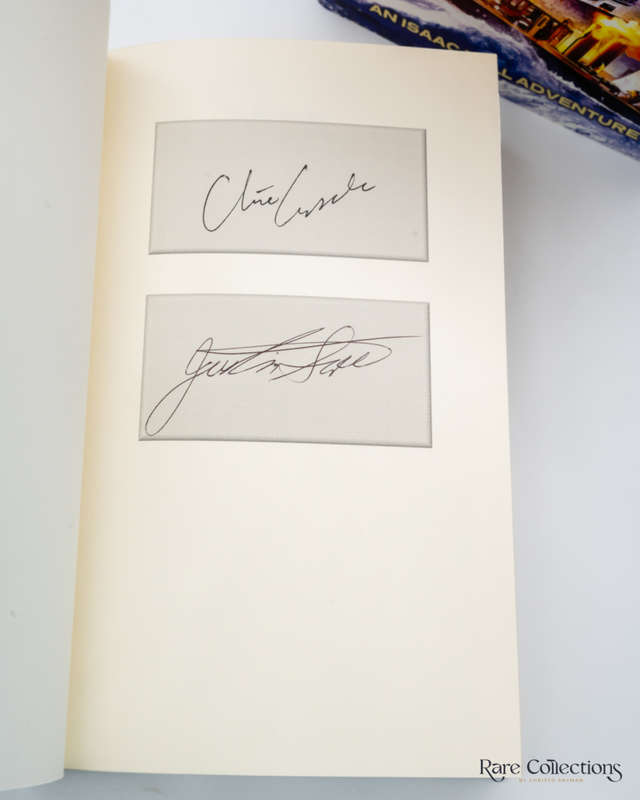 AN ISAAC
L ADVENTURE
Clive Cussler
Justin Scott
Rare Collections